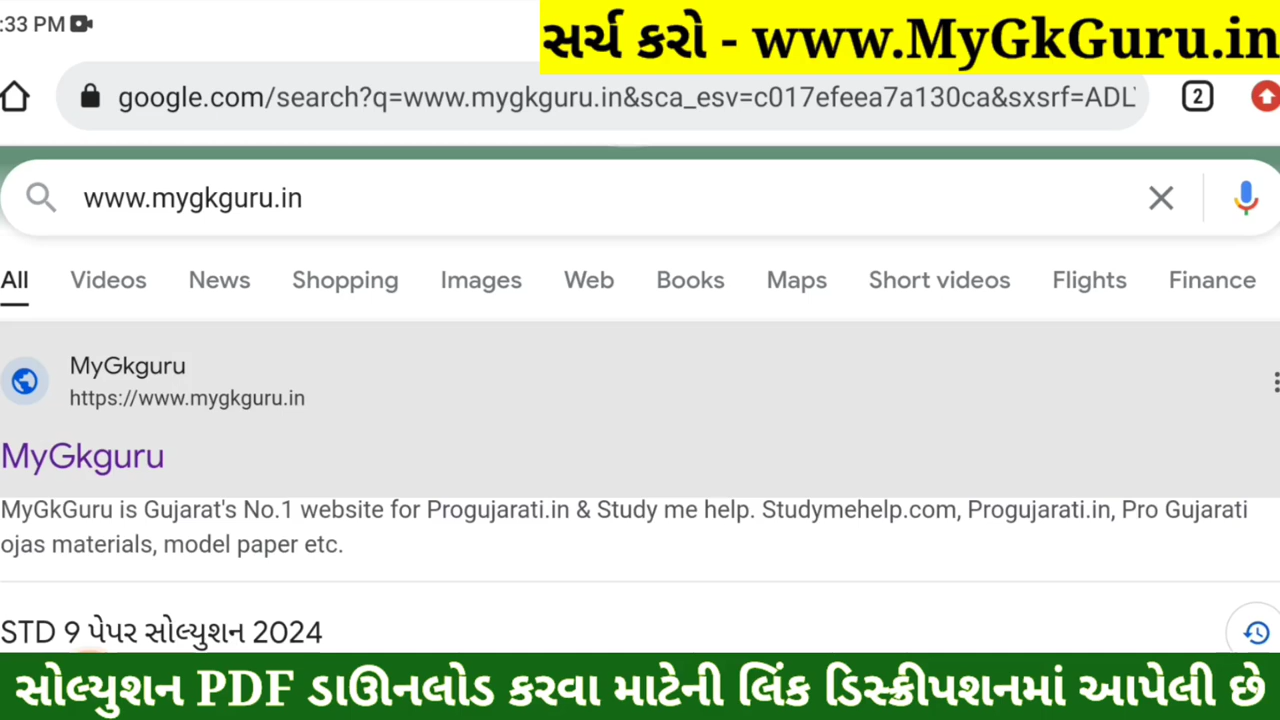 :33 PM
સર્ચ કરો - www.MyGkGuru.in
google.com/search?q=www.mygkguru.in&sca_esv=c017efeea7a130ca&sxsrf=ADL
2
www.mygkguru.in
All Videos News Shopping Images Web Books Maps Short videos Flights Finance
MyGkguru
https://www.mygkguru.in
MyGkguru
MyGkGuru is Gujarat's No.1 website for Progujarati.in & Study me help. Studymehelp.com, Progujarati.in, Pro Gujarati
ojas materials, model paper etc.
STD 9 પેપર સોલ્યુશન 2024
સોલ્યુશન PDF ડાઊનલોડ કરવા માટેની લિંક ડિસ્ક્રીપશનમાં આપેલી છે